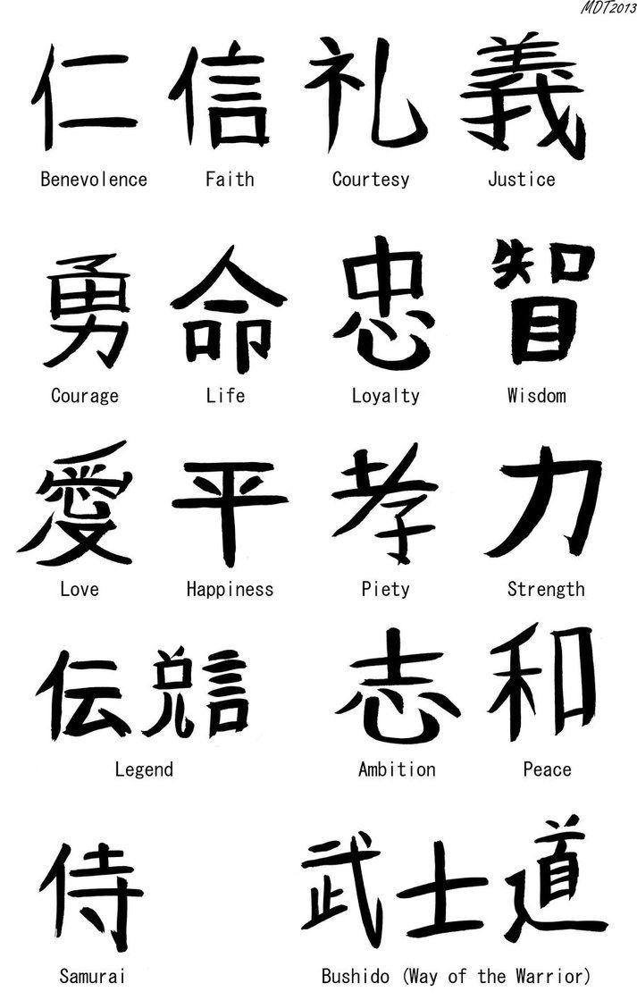 MDT2013
仁 信 礼 義
Benevolence Faith Courtesy Justice
勇 命 忠 智
Courage Life Loyalty Wisdom
愛 平 孝 力
Love Happiness Piety Strength
伝兌言 志 和
Legend Ambition Peace
侍 武士道
Samurai Bushido (Way of the Warrior)